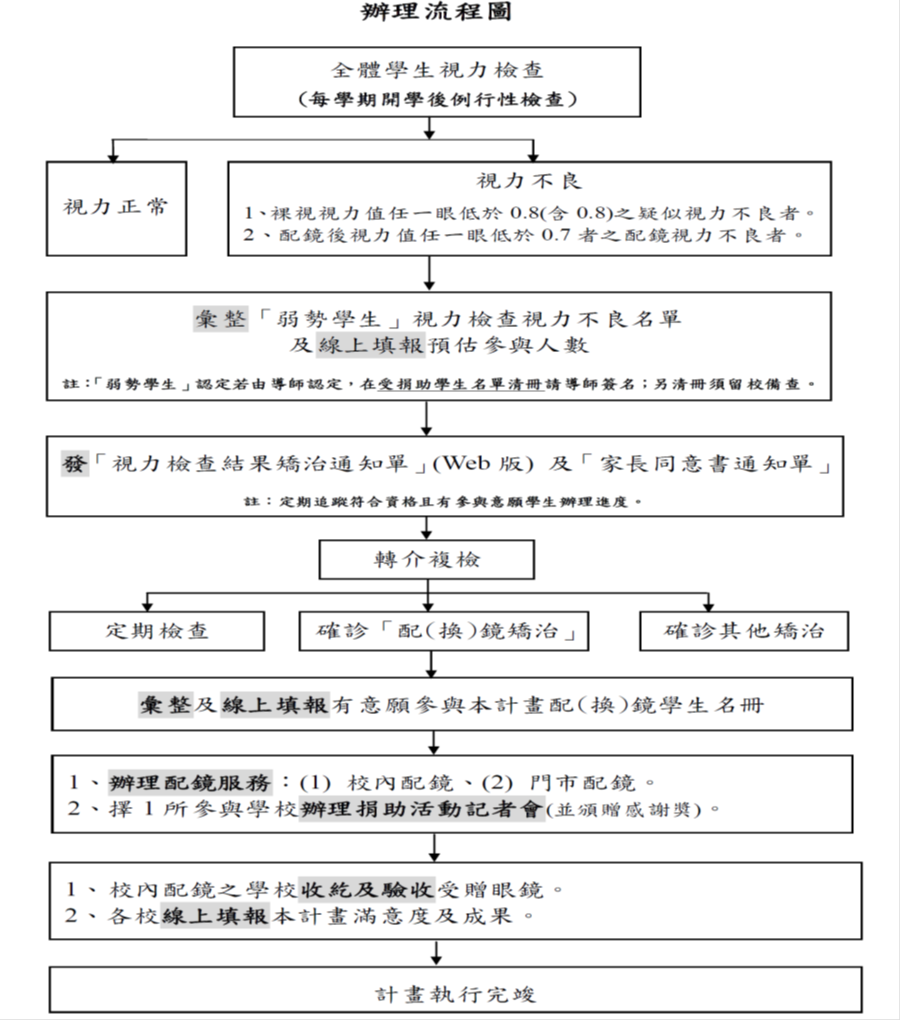 辦理流程圖
全體學生視力檢查
(每學期開學後例行性檢查)
視力正常
視力不良
1、裸視視力值任一眼低於 0.8(含 0.8)之疑似視力不良者。
2、配鏡後視力值任一眼低於 0.7 者之配鏡視力不良者。
彙整「弱勢學生」視力檢查視力不良名單
及線上填報預估參與人數
註：「弱勢學生」認定若由導師認定，在受捐助學生名單清冊請導師簽名；另清冊須留校備查。
發「視力檢查結果矯治通知單」(Web 版) 及「家長同意書通知單」
註：定期追蹤符合資格且有參與意願學生辦理進度。
轉介複檢
定期檢查
確診「配(換)鏡矯治」
確診其他矯治
彙整及線上填報有意願參與本計畫配(換)鏡學生名冊
1、辦理配鏡服務：(1) 校內配鏡、(2) 門市配鏡。
2、擇 1 所參與學校辦理捐助活動記者會(並頒贈感謝獎)。
1、校內配鏡之學校收紇及驗收受贈眼鏡。
2、各校線上填報本計畫滿意度及成果。
計畫執行完竣